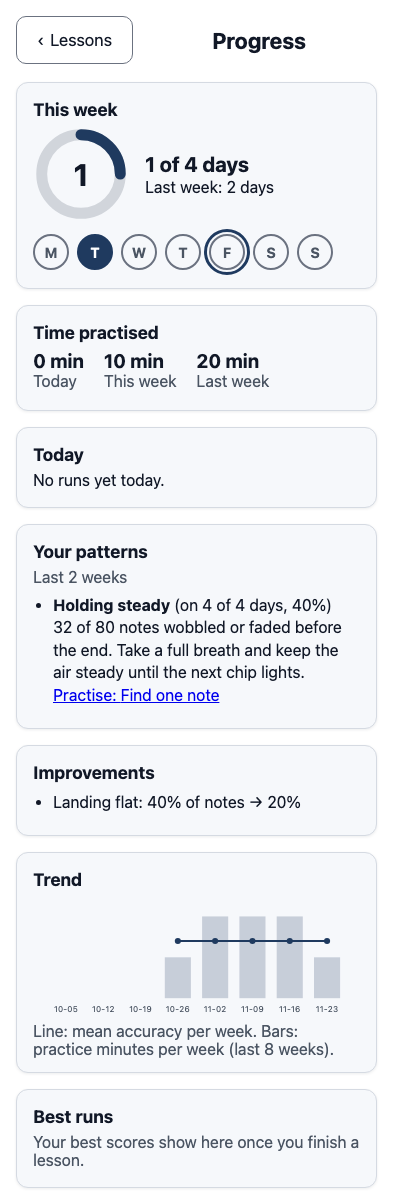 ‹ Lessons
Progress
This week
1
1 of 4 days
Last week: 2 days
M T W T F S S
Time practised
0 min 10 min 20 min
Today This week Last week
Today
No runs yet today.
Your patterns
Last 2 weeks
• Holding steady (on 4 of 4 days, 40%)
32 of 80 notes wobbled or faded before
the end. Take a full breath and keep the
air steady until the next chip lights.
Practise: Find one note
Improvements
• Landing flat: 40% of notes → 20%
Trend
10-05 10-12 10-19 10-26 11-02 11-09 11-16 11-23
Line: mean accuracy per week. Bars:
practice minutes per week (last 8 weeks).
Best runs
Your best scores show here once you finish a
lesson.